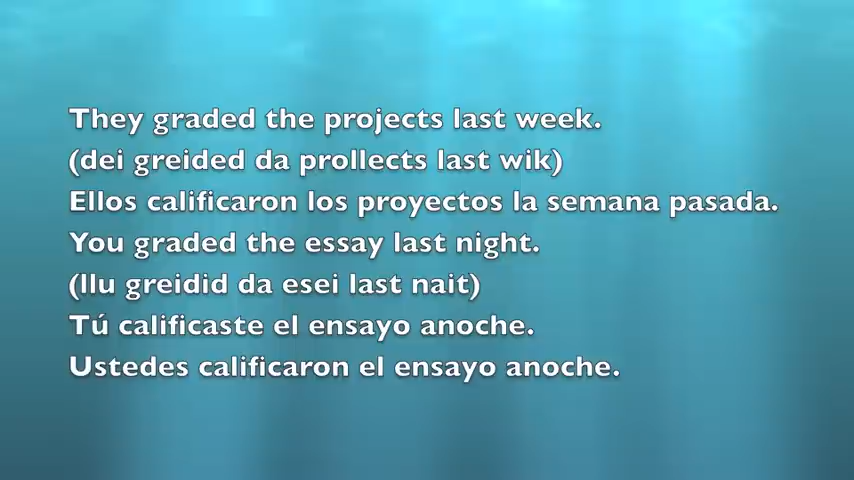 They graded the projects last week.
(dei greided da prollects last wik)
Ellos calificaron los proyectos la semana pasada.
You graded the essay last night.
(llu greidid da esei last nait)
Tú calificaste el ensayo anoche.
Ustedes calificaron el ensayo anoche.